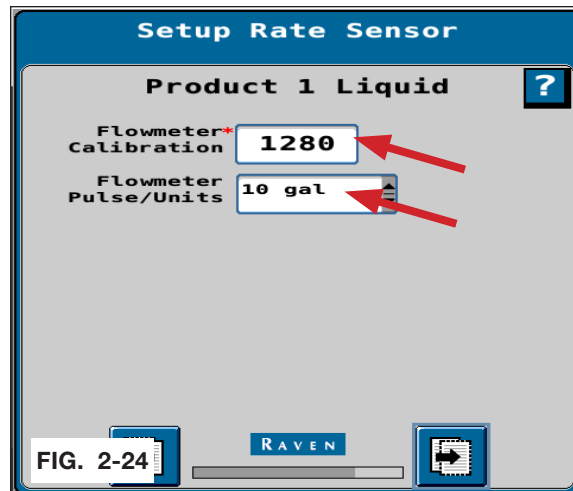 Setup Rate Sensor
Product 1 Liquid
?
Flowmeter*
Calibration
1280
Flowmeter
Pulse/Units
10 gal
RAVEN
FIG. 2-24